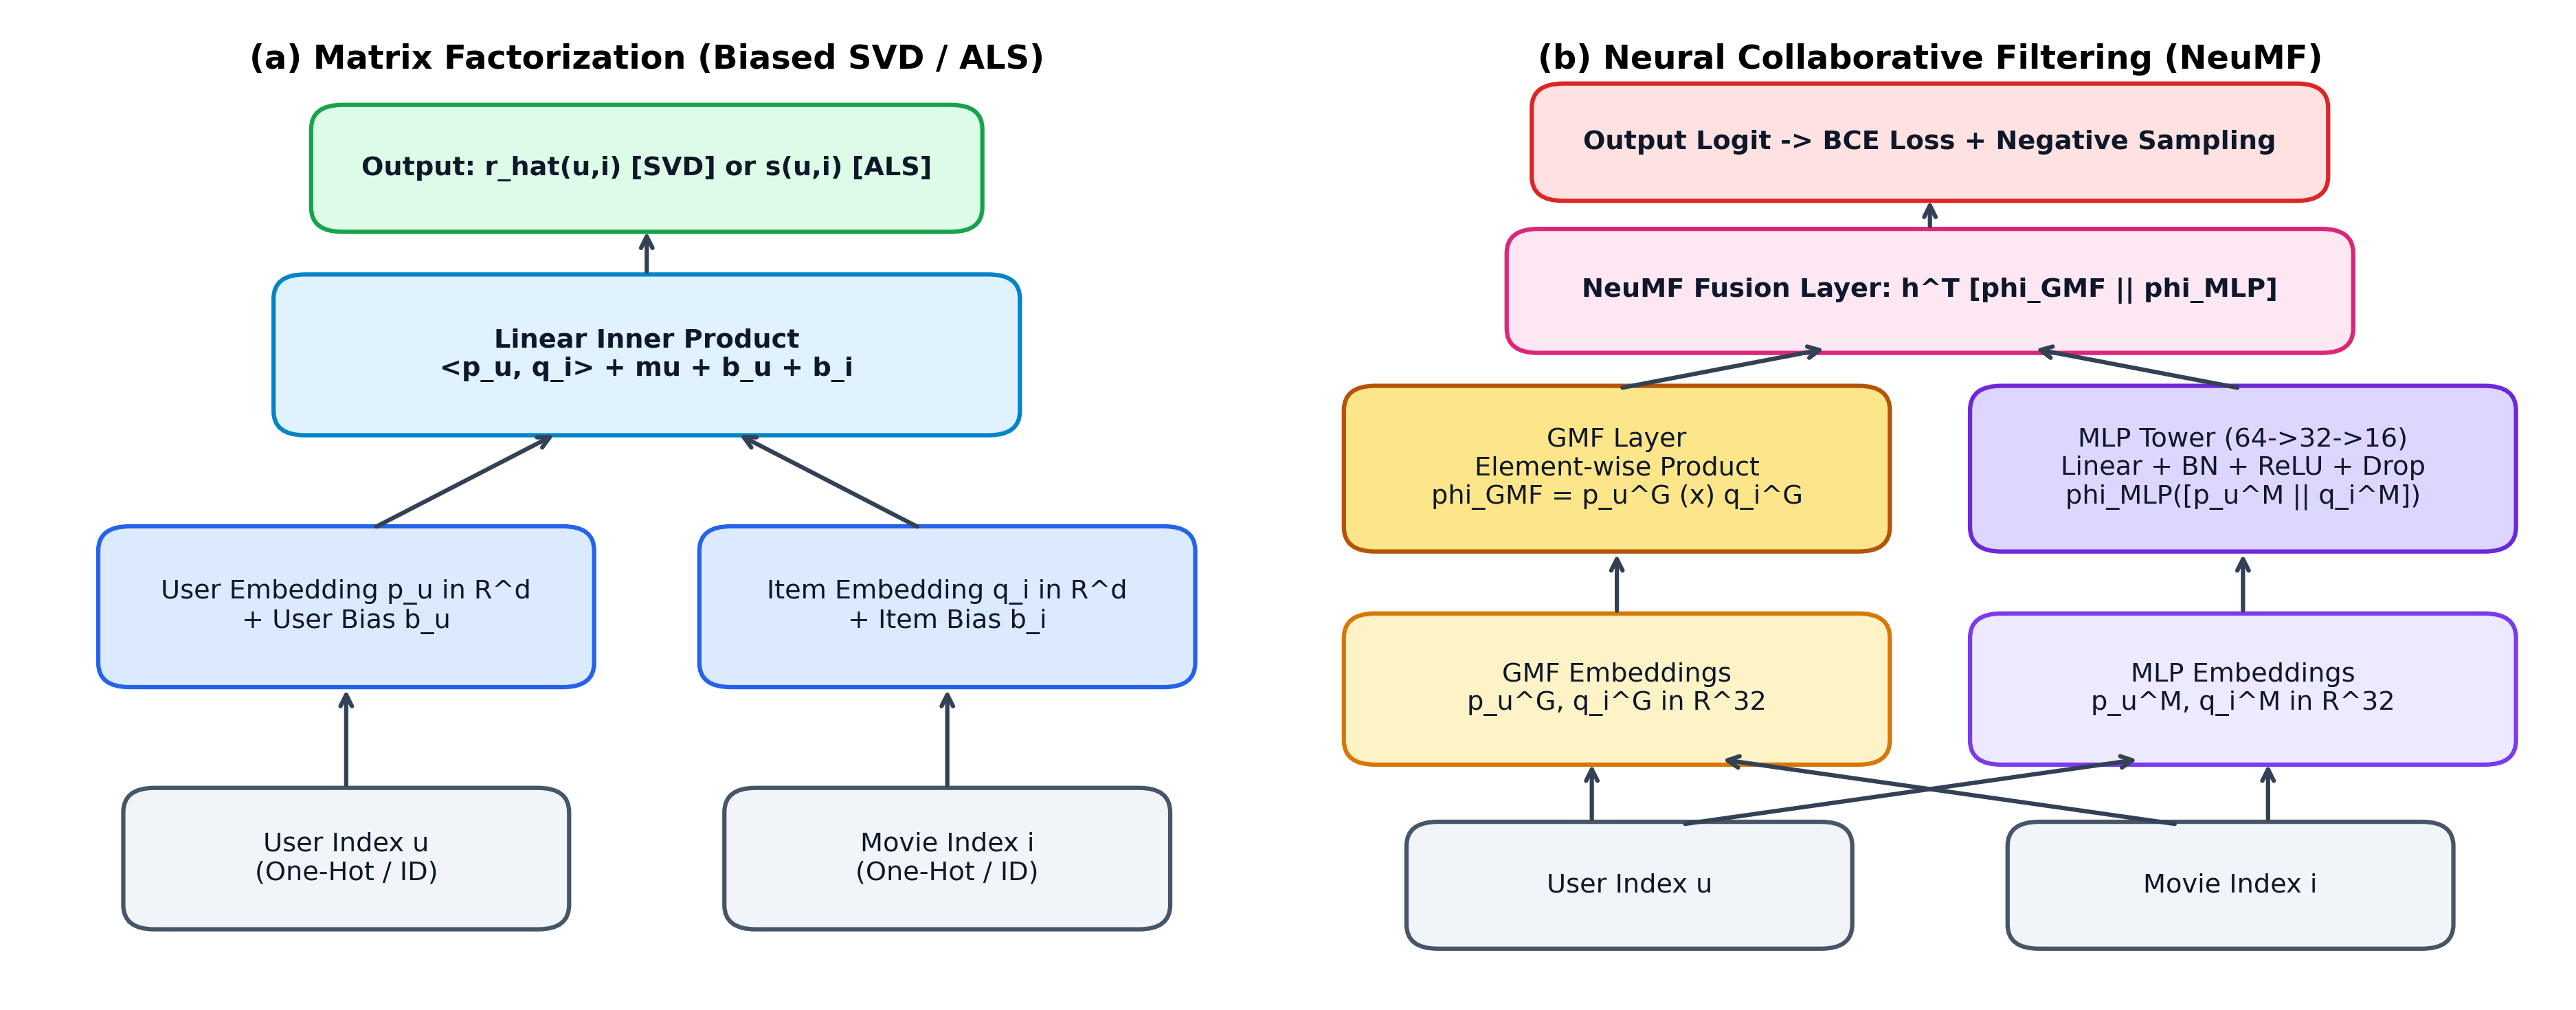 (a) Matrix Factorization (Biased SVD / ALS)
Output: r_hat(u,i) [SVD] or s(u,i) [ALS]
Linear Inner Product
<p_u, q_i> + mu + b_u + b_i
User Embedding p_u in R^d
+ User Bias b_u
Item Embedding q_i in R^d
+ Item Bias b_i
User Index u
(One-Hot / ID)
Movie Index i
(One-Hot / ID)
(b) Neural Collaborative Filtering (NeuMF)
Output Logit -> BCE Loss + Negative Sampling
NeuMF Fusion Layer: h^T [phi_GMF || phi_MLP]
GMF Layer
Element-wise Product
phi_GMF = p_u^G (x) q_i^G
MLP Tower (64->32->16)
Linear + BN + ReLU + Drop
phi_MLP([p_u^M || q_i^M])
GMF Embeddings
p_u^G, q_i^G in R^32
MLP Embeddings
p_u^M, q_i^M in R^32
User Index u
Movie Index i